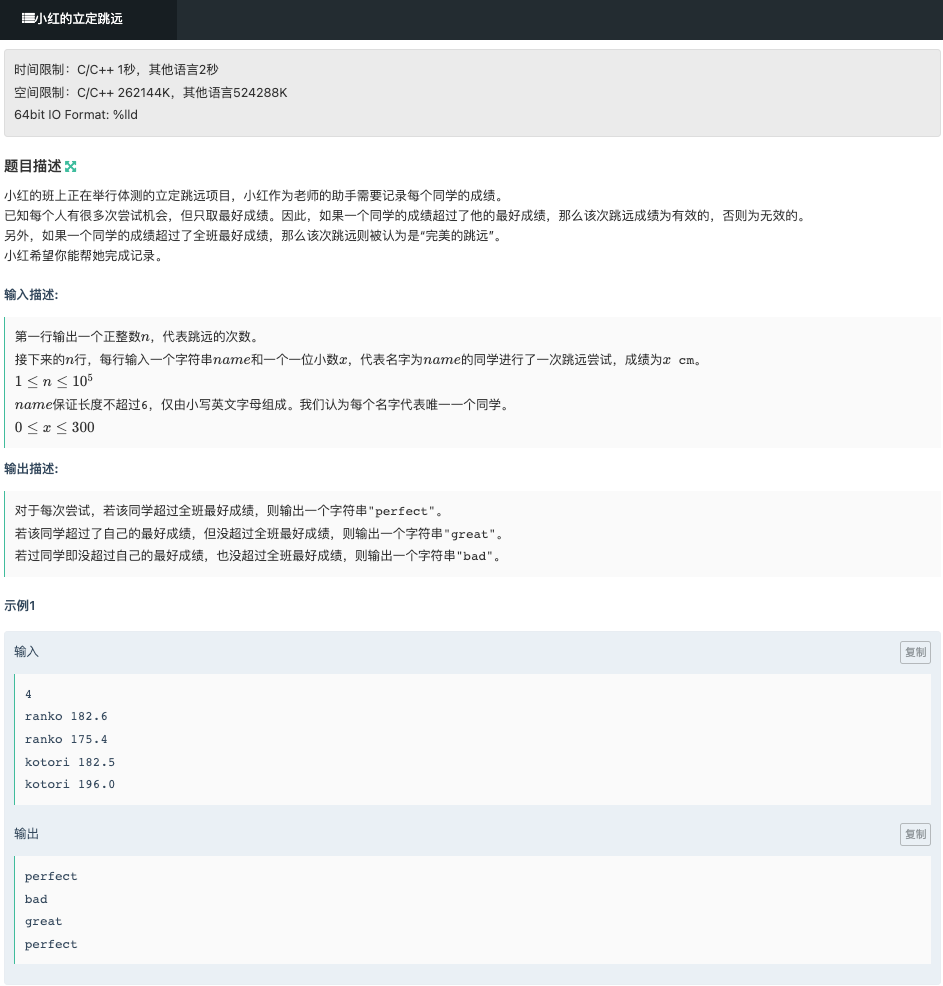 小红的立定跳远
时间限制：C/C++ 1秒，其他语言2秒
空间限制：C/C++ 262144K，其他语言524288K
64bit IO Format: %lld
题目描述
小红的班上正在举行体测的立定跳远项目，小红作为老师的助手需要记录每个同学的成绩。
已知每个人有很多次尝试机会，但只取最好成绩。因此，如果一个同学的成绩超过了他的最好成绩，那么该次跳远成绩为有效的，否则为无效的。
另外，如果一个同学的成绩超过了全班最好成绩，那么该次跳远则被认为是“完美的跳远”。
小红希望你能帮她完成记录。
输入描述:
第一行输出一个正整数n，代表跳远的次数。
接下来的n行，每行输入一个字符串name和一个一位小数x，代表名字为name的同学进行了一次跳远尝试，成绩为x cm。
1 ≤ n ≤ 10⁵
name保证长度不超过6，仅由小写英文字母组成。我们认为每个名字代表唯一一个同学。
0 ≤ x ≤ 300
输出描述:
对于每次尝试，若该同学超过全班最好成绩，则输出一个字符串"perfect"。
若该同学超过了自己的最好成绩，但没超过全班最好成绩，则输出一个字符串"great"。
若过同学即没超过自己的最好成绩，也没超过全班最好成绩，则输出一个字符串"bad"。
示例1
输入
复制
4
ranko 182.6
ranko 175.4
kotori 182.5
kotori 196.0
输出
复制
perfect
bad
great
perfect